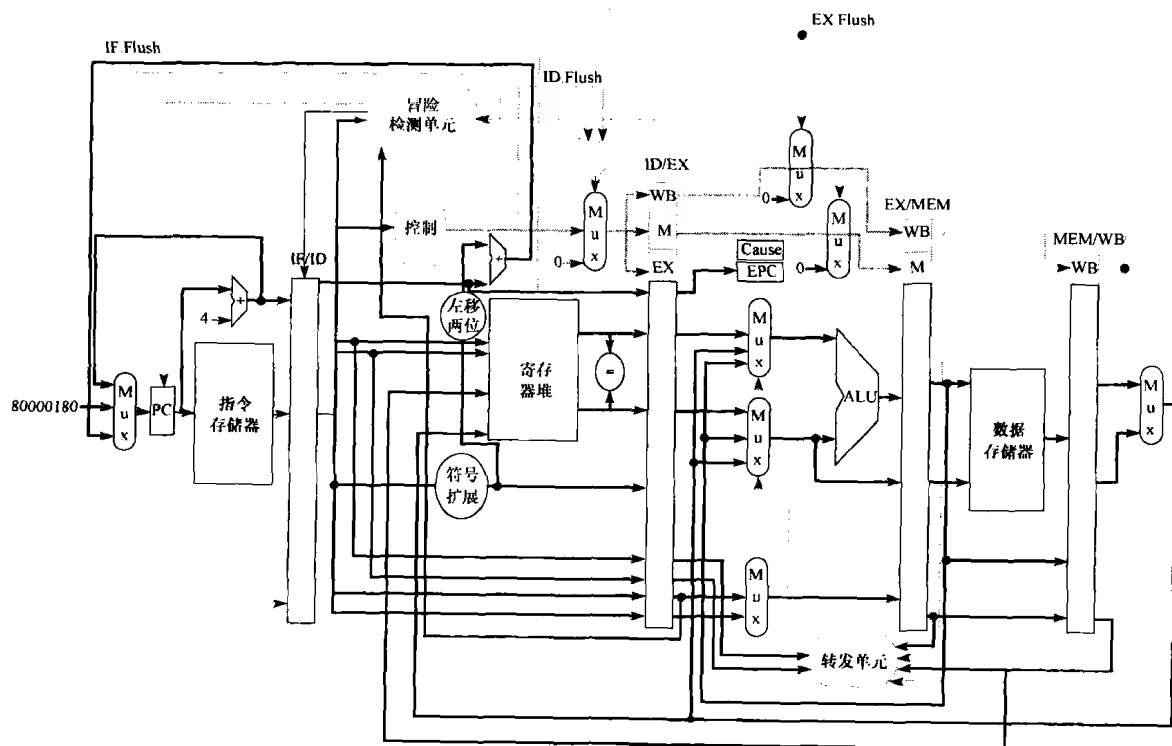 EX Flush
IF.Flush
ID.Flush
冒险
检测单元
ID/EX
M
u
x
WB
0
M
u
x
EX/MEM
M
u
x
控制
M
WB
MEM/WB
Cause
+
0
EX
EPC
0
M
WB
IF/ID
+
4
左移
两位
M
u
x
寄存
器堆
=
ALU
M
u
x
80000180
M
u
x
PC
指令
存储器
M
u
x
数据
存储器
符号
扩展
M
u
x
转发单元